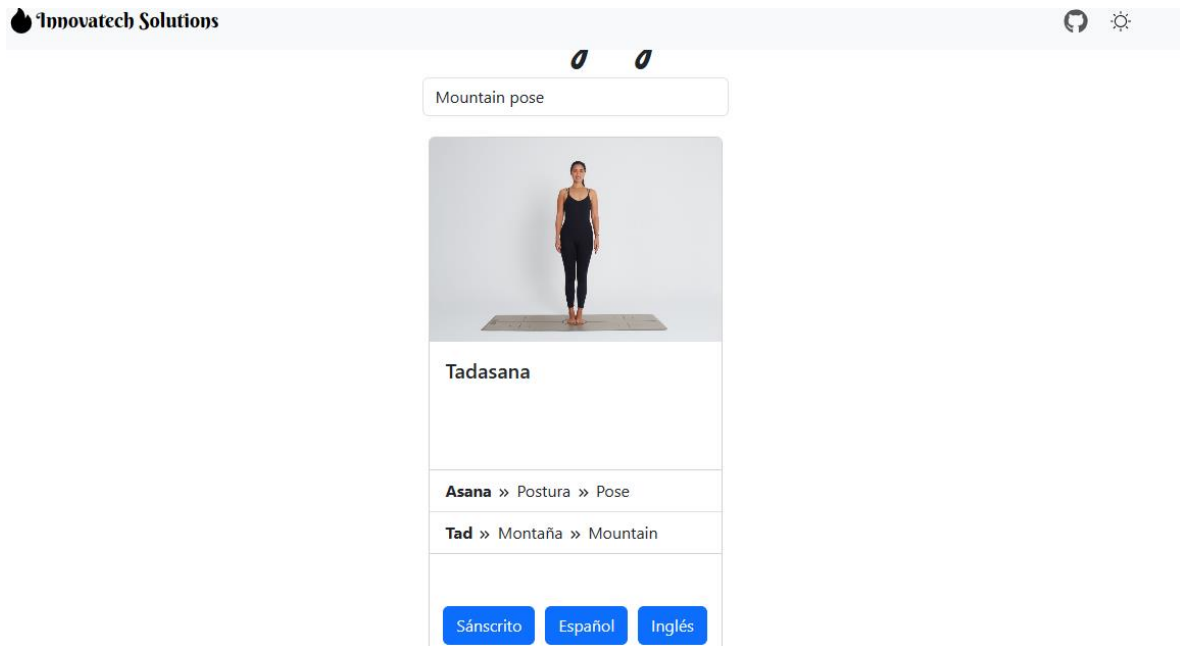 Innovatech Solutions
Mountain pose
Tadasana
Asana » Postura » Pose
Tad » Montaña » Mountain
Sánscrito Español Inglés